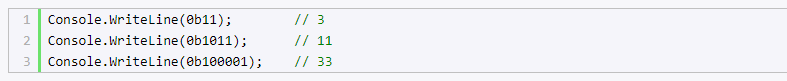 1 Console.WriteLine(0b11);        // 3
2 Console.WriteLine(0b1011);      // 11
3 Console.WriteLine(0b100001);    // 33